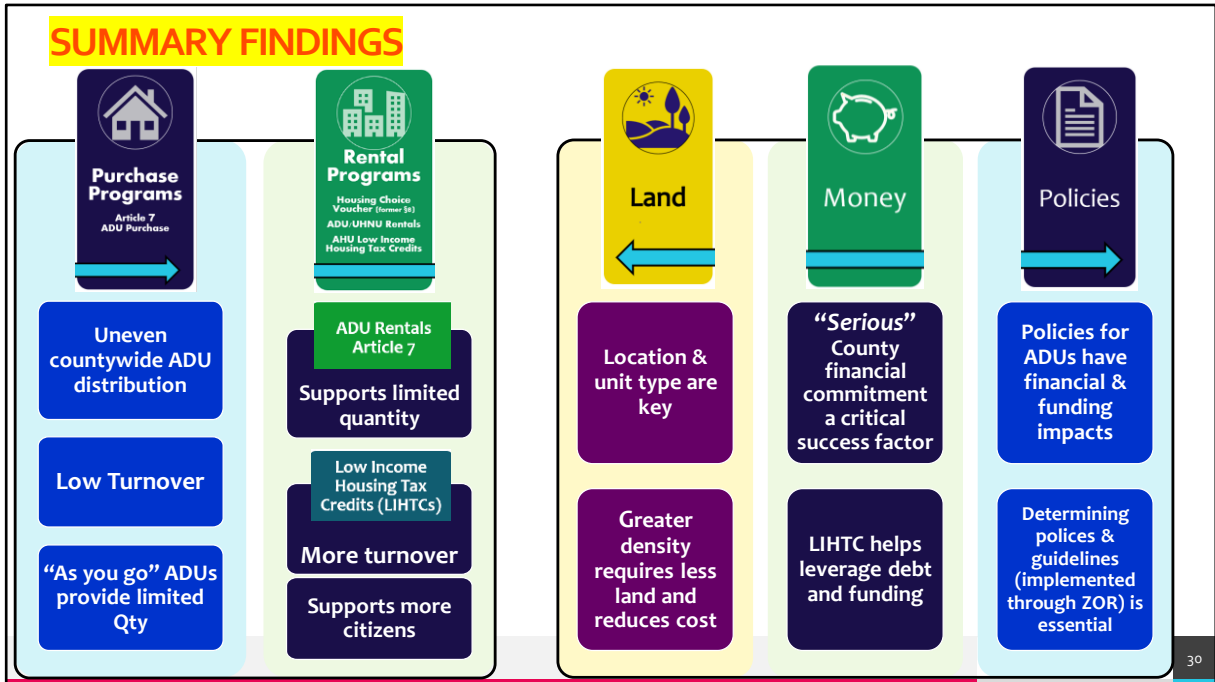 SUMMARY FINDINGS
Purchase
Programs
Article 7
ADU Purchase
Uneven
countywide ADU
distribution
Low Turnover
“As you go” ADUs
provide limited
Qty
Rental
Programs
Housing Choice
Voucher (former §8)
ADU/UHNU Rentals
AHU Low Income
Housing Tax Credits
ADU Rentals
Article 7
Supports limited
quantity
Low Income
Housing Tax
Credits (LIHTCs)
More turnover
Supports more
citizens
Land
Location &
unit type are
key
Greater
density
requires less
land and
reduces cost
Money
“Serious”
County
financial
commitment
a critical
success factor
LIHTC helps
leverage debt
and funding
Policies
Policies for
ADUs have
financial &
funding
impacts
Determining
polices &
guidelines
(implemented
through ZOR) is
essential
30